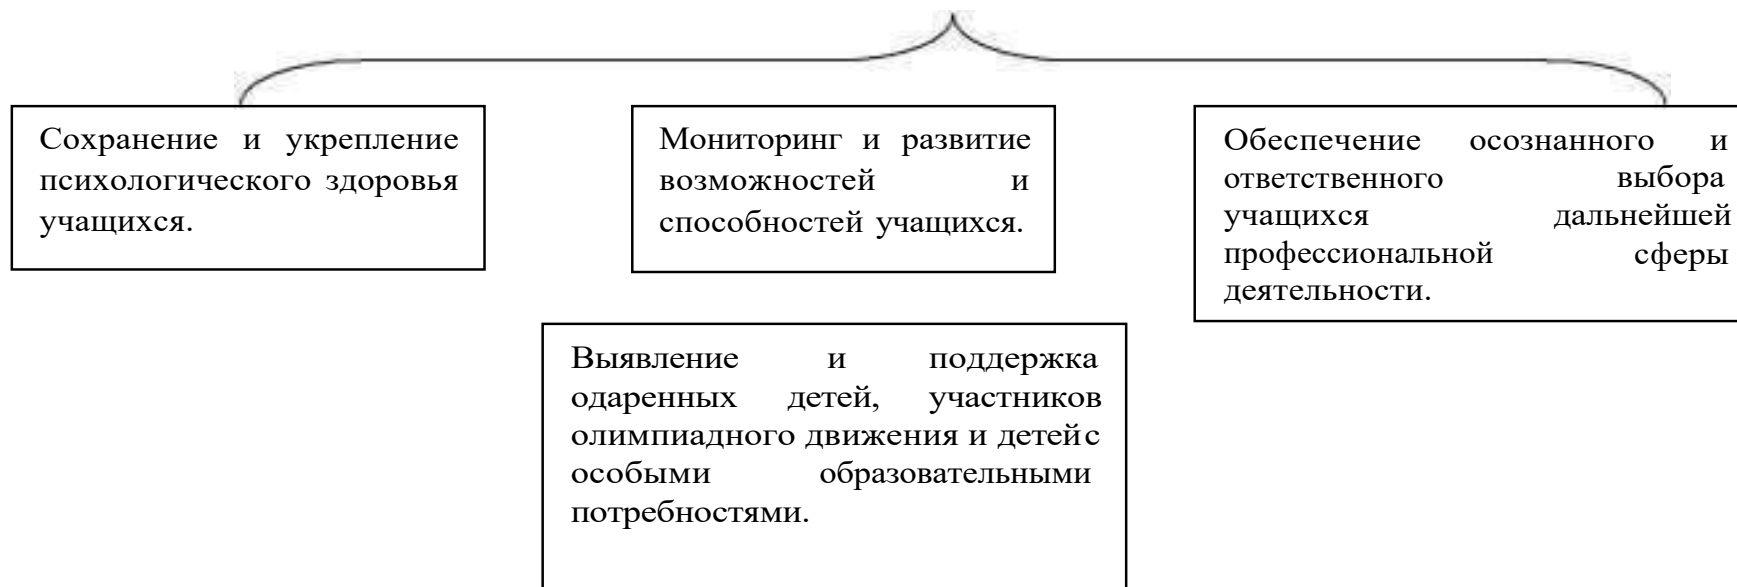 Сохранение и укрепление
психологического здоровья
учащихся.
Мониторинг и развитие
возможностей и
способностей учащихся.
Обеспечение осознанного и
ответственного выбора
учащихся дальнейшей
профессиональной сферы
деятельности.
Выявление и поддержка
одаренных детей, участников
олимпиадного движения и детей с
особыми образовательными
потребностями.